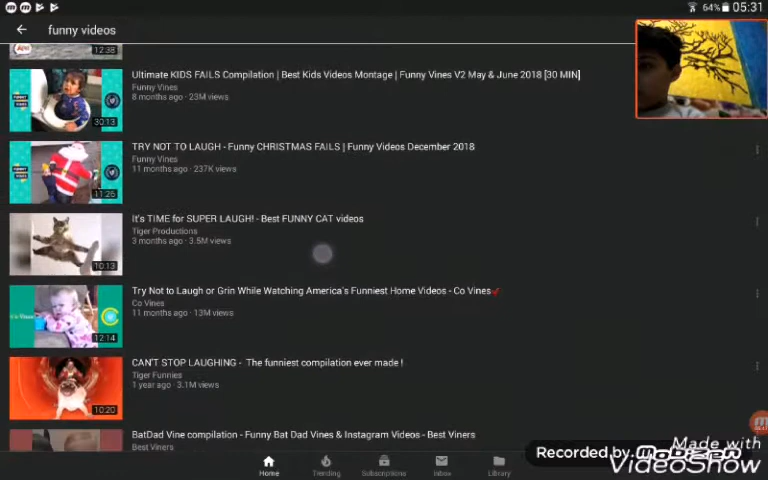 64% 05:31
funny videos
12:38
Ultimate KIDS FAILS Compilation | Best Kids Videos Montage | Funny Vines V2 May & June 2018 [30 MIN]
Funny Vines
8 months ago · 23M views
30:13
TRY NOT TO LAUGH - Funny CHRISTMAS FAILS | Funny Videos December 2018
Funny Vines
11 months ago · 237K views
11:26
It's TIME for SUPER LAUGH! - Best FUNNY CAT videos
Tiger Productions
3 months ago · 3.5M views
10:13
Try Not to Laugh or Grin While Watching America's Funniest Home Videos - Co Vines✔
Co Vines
11 months ago · 13M views
12:14
CAN'T STOP LAUGHING - The funniest compilation ever made !
Tiger Funnies
1 year ago · 3.1M views
10:20
BatDad Vine compilation - Funny Bat Dad Vines & Instagram Videos - Best Viners
Best Viners
Home Trending Subscriptions Inbox Library
Recorded by MOBIZEN
Made with
VideoShow